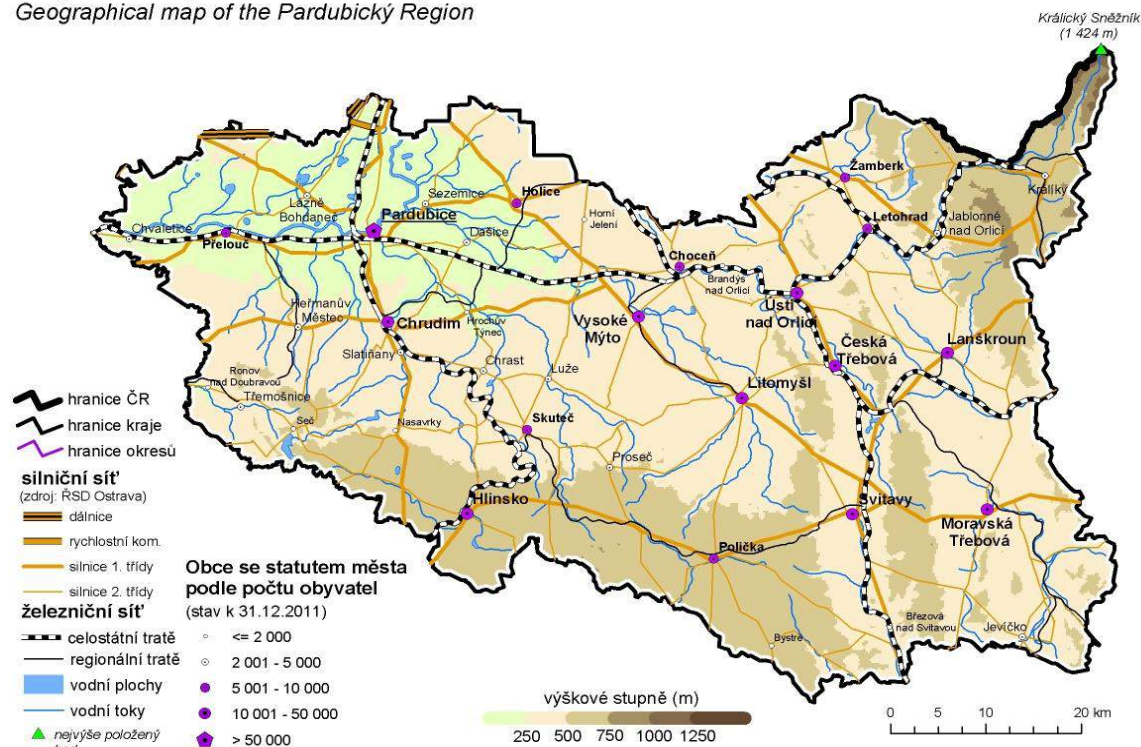 Geographical map of the Pardubický Region
Králický Sněžník
(1 424 m)
Žamberk
Králíky
Holice
Sezemice
Lázně
Bohdaneč
Horní
Jelení
Letohrad
Jablonné
nad Orlicí
Pardubice
Chvaletice
Přelouč
Dašice
Choceň
Brandýs
nad Orlicí
Ústí
nad Orlicí
Heřmanův
Městec
Chrudim
Hrochův
Týnec
Vysoké
Mýto
Česká
Třebová
Lanškroun
Slatiňany
Chrast
Luže
Ronov
nad Doubravou
Třemošnice
Litomyšl
Seč
Nasavrky
Skuteč
Proseč
Hlinsko
Svitavy
Moravská
Třebová
Polička
Březová
nad Svitavou
Jevíčko
Bystré
hranice ČR
hranice kraje
hranice okresů
silniční síť
(zdroj: ŘSD Ostrava)
dálnice
rychlostní kom.
silnice 1. třídy
silnice 2. třídy
železniční síť
celostátní tratě
regionální tratě
vodní plochy
vodní toky
nejvýše položený
Obce se statutem města
podle počtu obyvatel
(stav k 31.12.2011)
<= 2 000
2 001 - 5 000
5 001 - 10 000
10 001 - 50 000
> 50 000
výškové stupně (m)
250 500 750 1000 1250
0 5 10 20 km